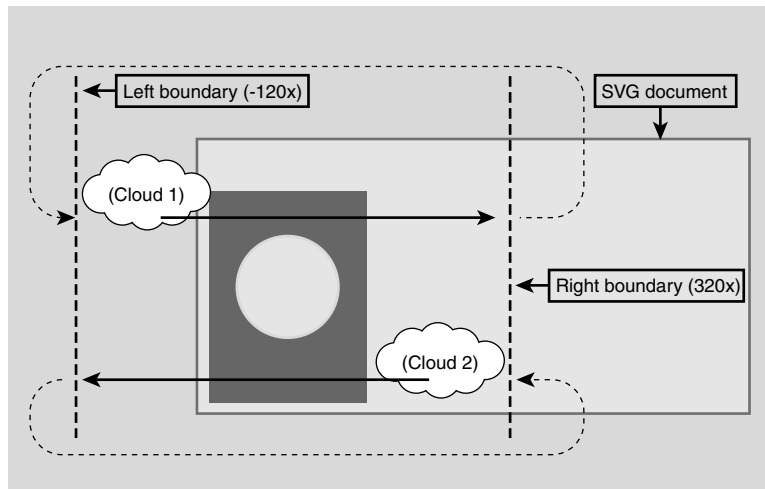 Left boundary (-120x)
SVG document
(Cloud 1)
Right boundary (320x)
(Cloud 2)